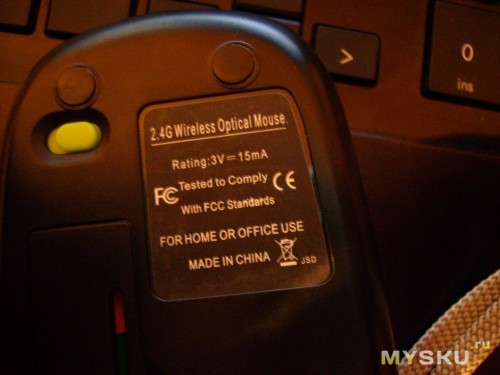 >
0
ins
2.4G Wireless Optical Mouse.
Rating:3V 15mA
FC Tested to Comply CE
With FCC Standards
FOR HOME OR OFFICE USE
MADE IN CHINA JSD
MYSKU.ru